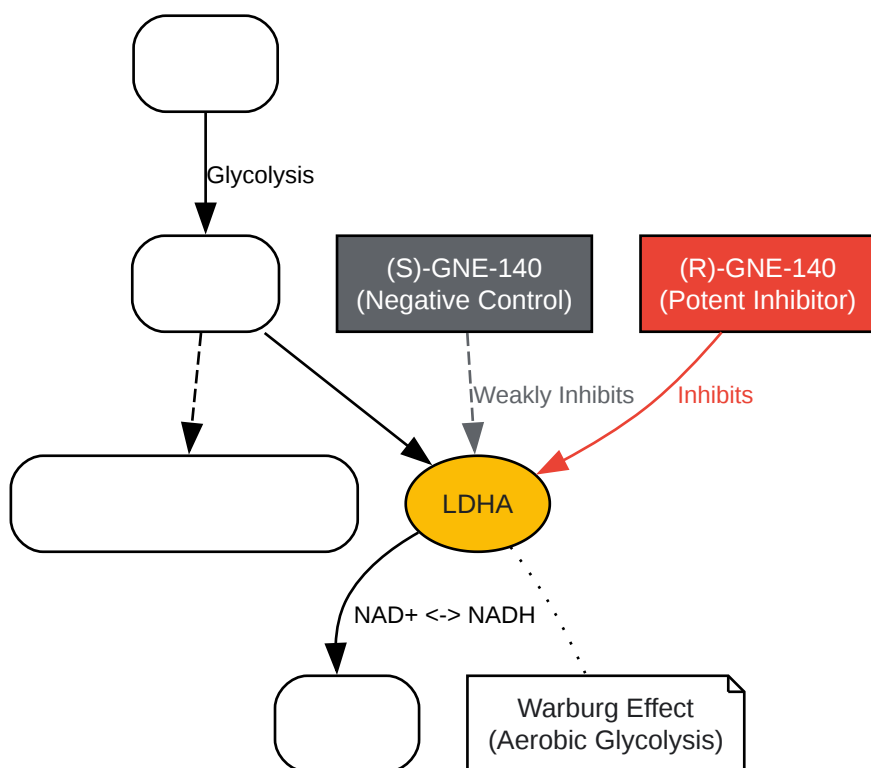 Glycolysis
(S)-GNE-140
(Negative Control)
(R)-GNE-140
(Potent Inhibitor)
Weakly Inhibits
Inhibits
LDHA
NAD+ <-> NADH
Warburg Effect
(Aerobic Glycolysis)